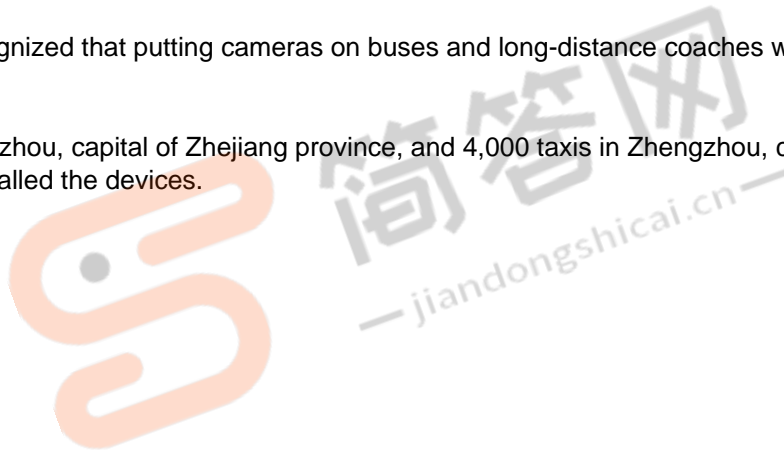 gnized that putting cameras on buses and long-distance coaches w
zhou, capital of Zhejiang province, and 4,000 taxis in Zhengzhou, c
alled the devices.
简答网
jiandongshicai.cn